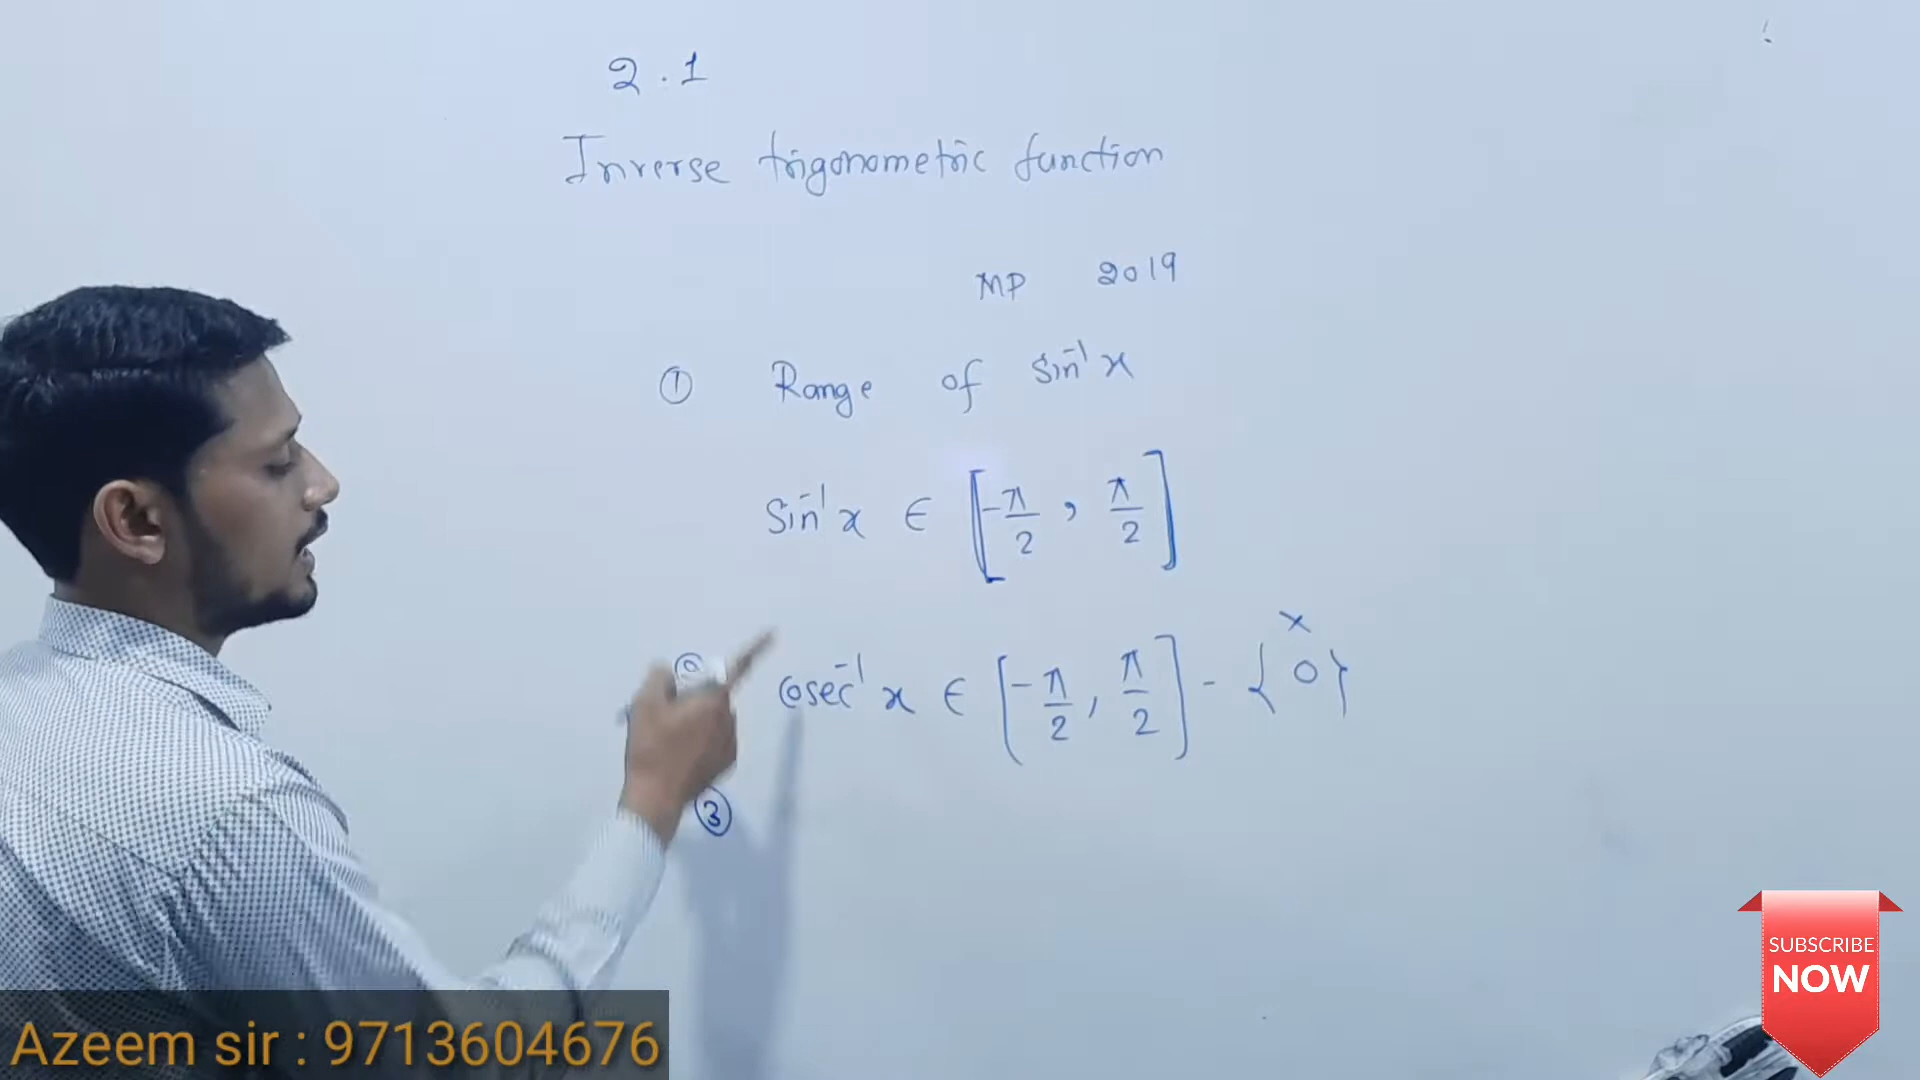 2.1
Inverse trigonometric function
MP 2019
① Range of sin⁻¹x
sin⁻¹x ∈ [-π/2, π/2]
cosec⁻¹x ∈ [-π/2, π/2] - {0}
x
③
Azeem sir : 9713604676
SUBSCRIBE
NOW